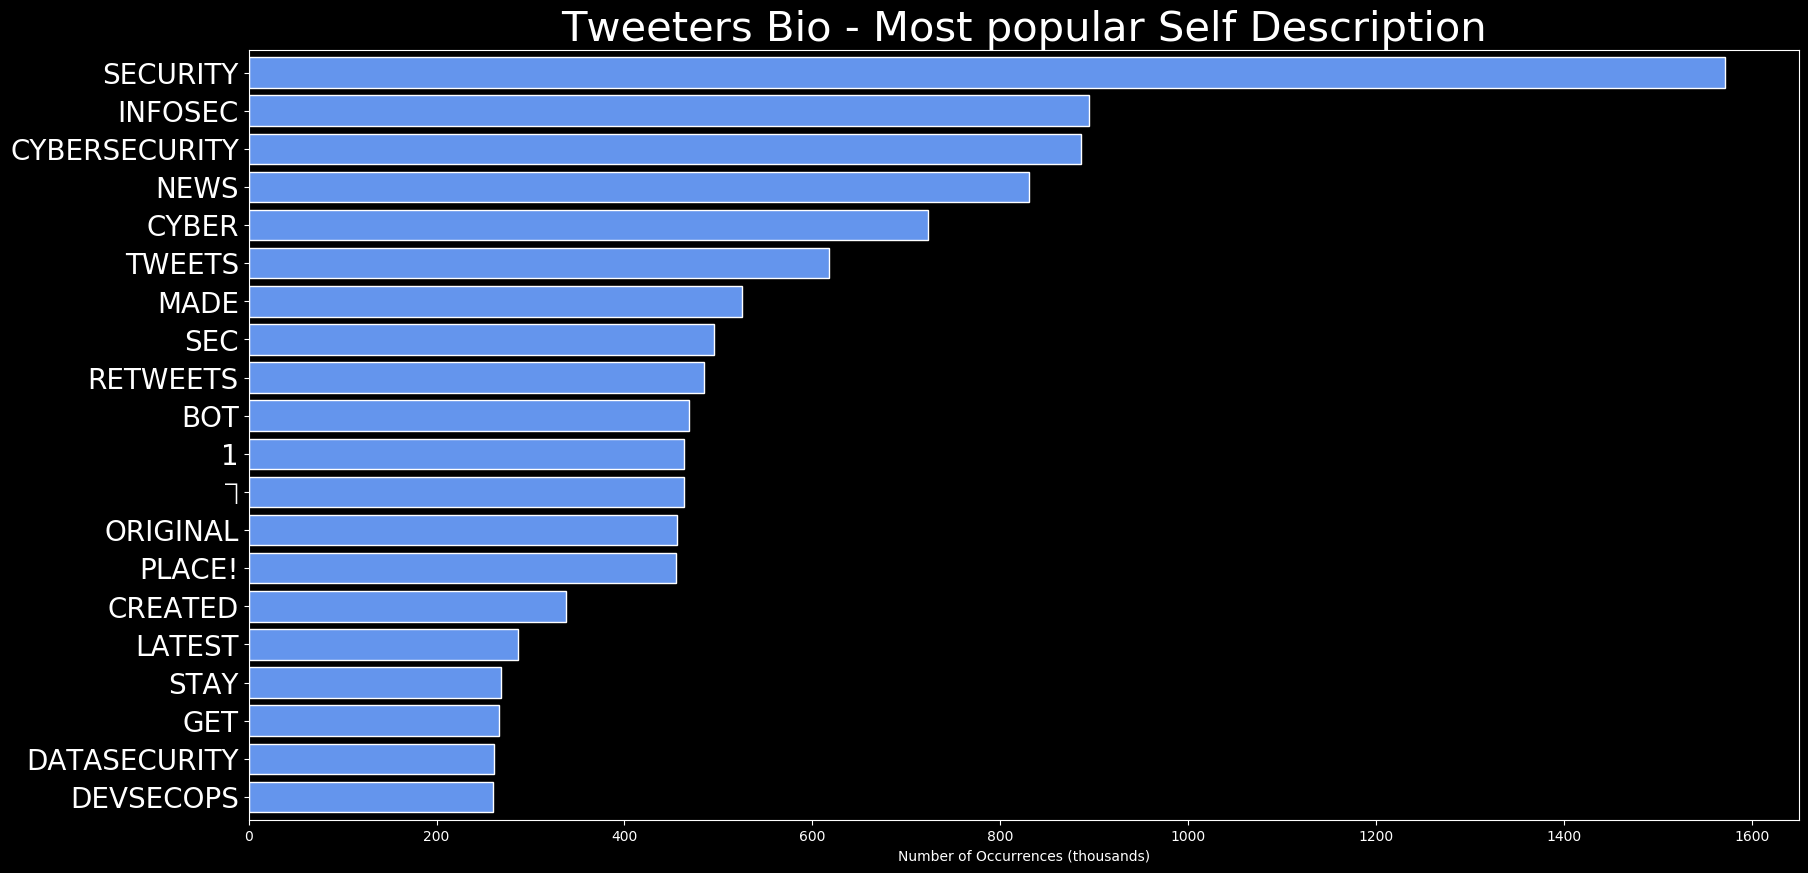 Tweeters Bio - Most popular Self Description
SECURITY
INFOSEC
CYBERSECURITY
NEWS
CYBER
TWEETS
MADE
SEC
RETWEETS
BOT
1
ORIGINAL
PLACE!
CREATED
LATEST
STAY
GET
DATASECURITY
DEVSECOPS
0 200 400 600 800 1000 1200 1400 1600
Number of Occurrences (thousands)